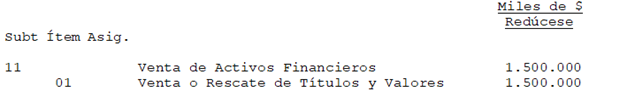 Miles de $
Redúcese
Subt Ítem Asig.
11 Venta de Activos Financieros 1.500.000
01 Venta o Rescate de Títulos y Valores 1.500.000